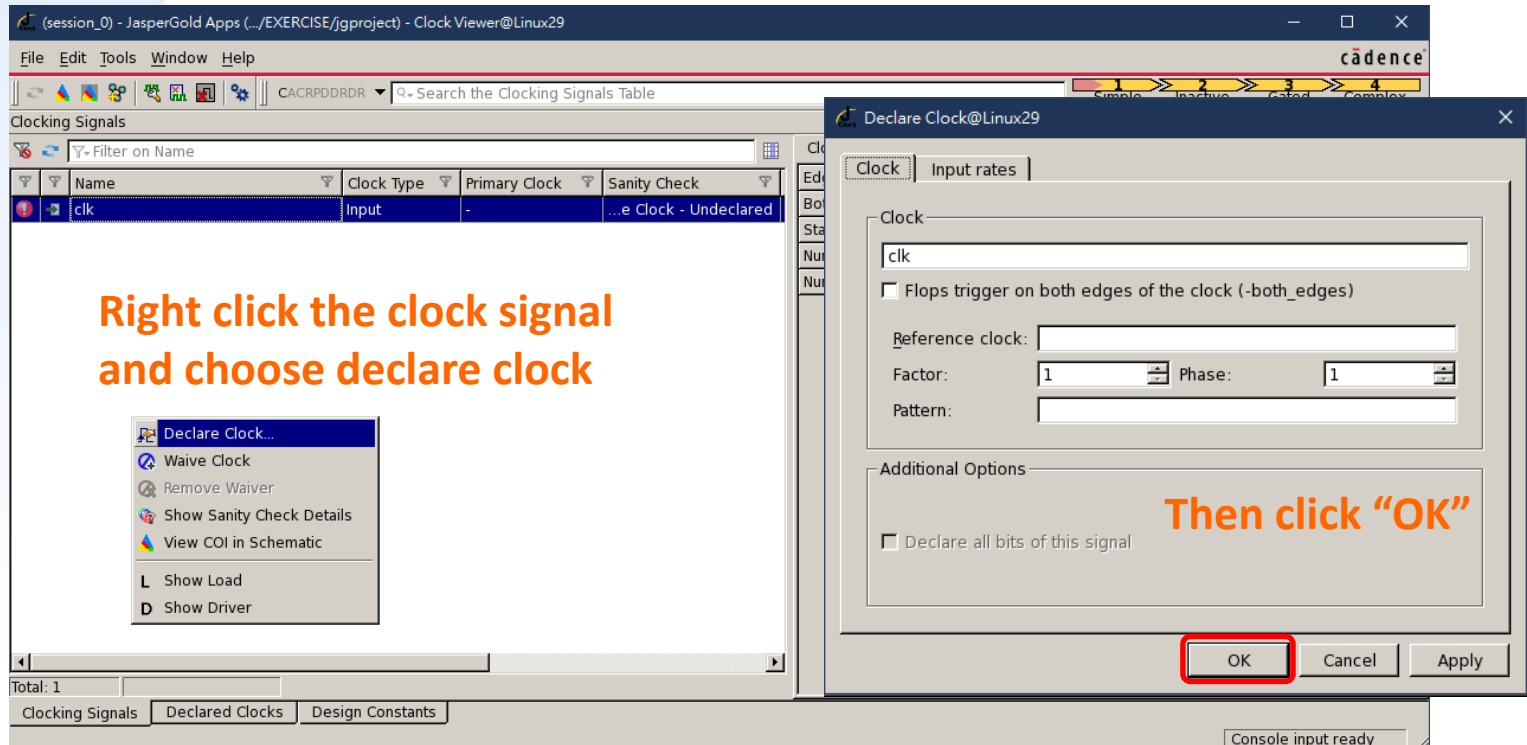 (session_0) - JasperGold Apps (.../EXERCISE/jgproject) - Clock Viewer@Linux29
File Edit Tools Window Help
cādence
CACRPDDRDR Search the Clocking Signals Table
1 2 3 4
Simple Inactive Gated Complex
Clocking Signals
Filter on Name
Name Clock Type Primary Clock Sanity Check
clk Input - ...e Clock - Undeclared
Right click the clock signal
and choose declare clock
Declare Clock...
Waive Clock
Remove Waiver
Show Sanity Check Details
View COI in Schematic
L Show Load
D Show Driver
Total: 1
Clocking Signals Declared Clocks Design Constants
Console input ready
Declare Clock@Linux29
Clock Input rates
Clock
clk
Flops trigger on both edges of the clock (-both_edges)
Reference clock:
Factor: 1 Phase: 1
Pattern:
Additional Options
Then click “OK”
Declare all bits of this signal
OK Cancel Apply